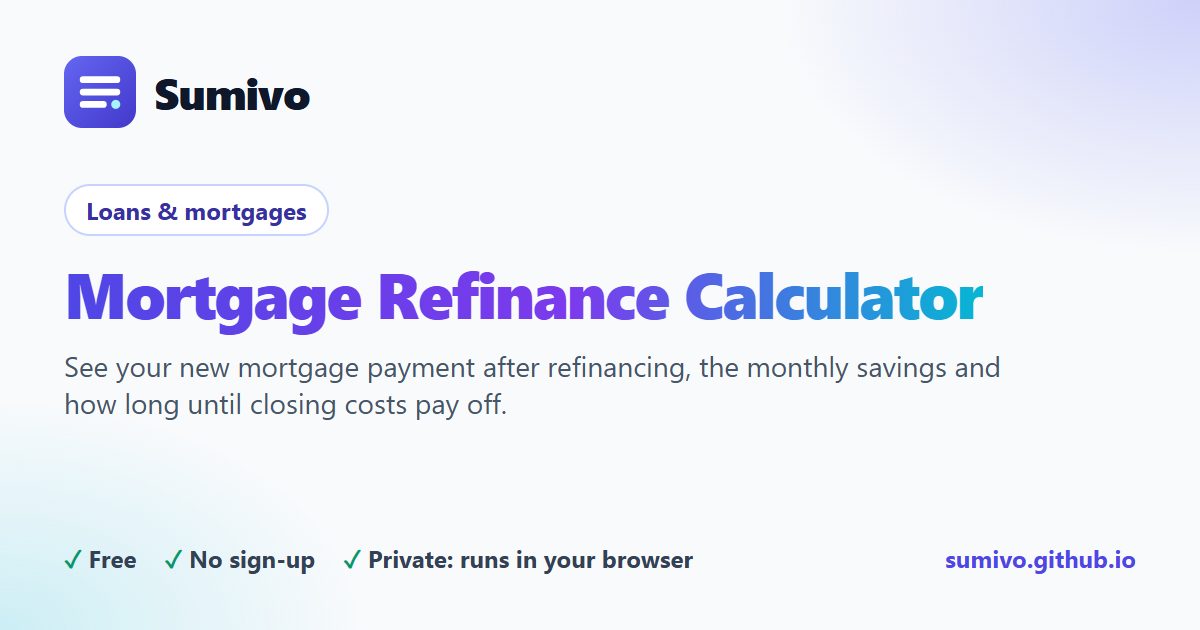 Sumivo
Loans & mortgages
Mortgage Refinance Calculator
See your new mortgage payment after refinancing, the monthly savings and
how long until closing costs pay off.
✓ Free ✓ No sign-up ✓ Private: runs in your browser
sumivo.github.io